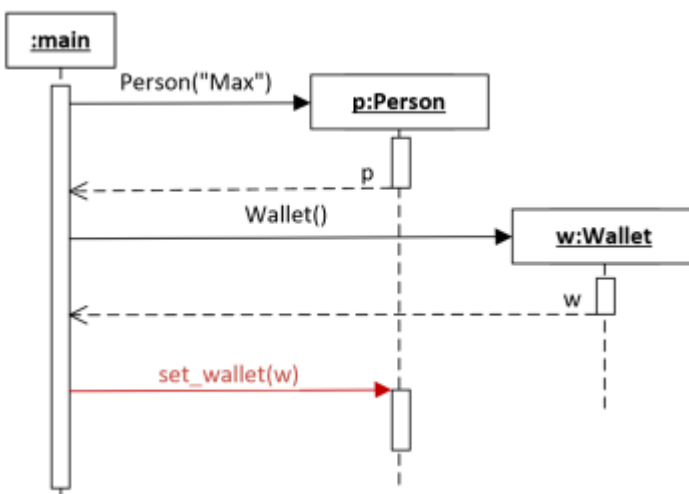 :main
Person("Max")
p:Person
p
Wallet()
w:Wallet
w
set_wallet(w)